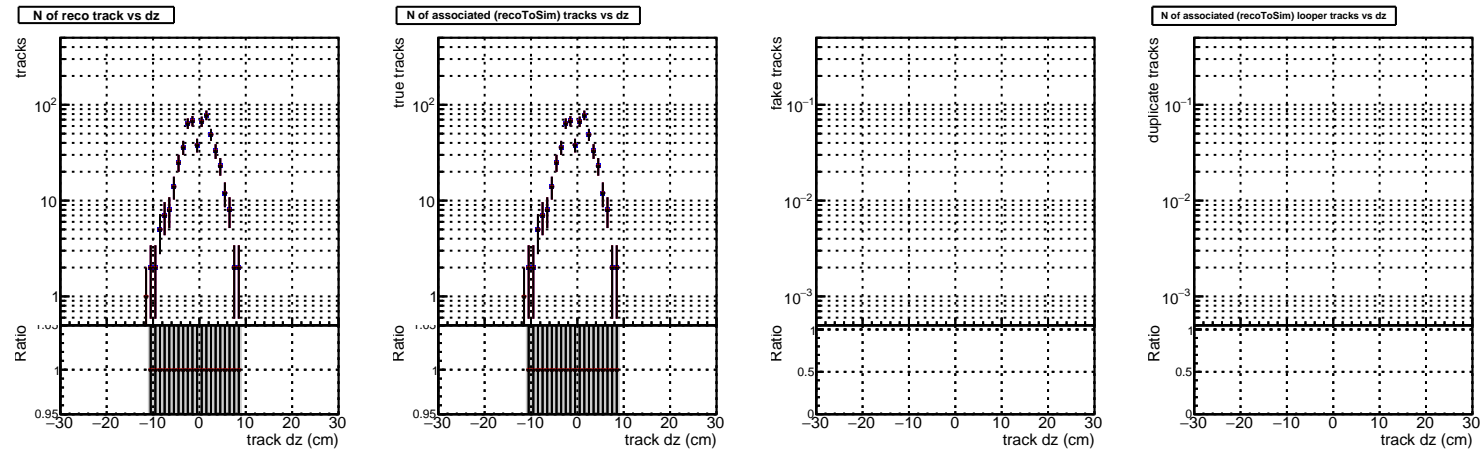 N of reco track vs dz
tracks
10²
10
1
Ratio
1.05
1
0.95
−30 −20 −10 0 10 20 30
track dz (cm)
N of associated (recoToSim) tracks vs dz
true tracks
10²
10
1
Ratio
1.05
1
0.95
−30 −20 −10 0 10 20 30
track dz (cm)
fake tracks
10⁻¹
10⁻²
10⁻³
Ratio
1
0.5
0
−30 −20 −10 0 10 20 30
track dz (cm)
N of associated (recoToSim) looper tracks vs dz
duplicate tracks
10⁻¹
10⁻²
10⁻³
Ratio
1
0.5
0
−30 −20 −10 0 10 20 30
track dz (cm)